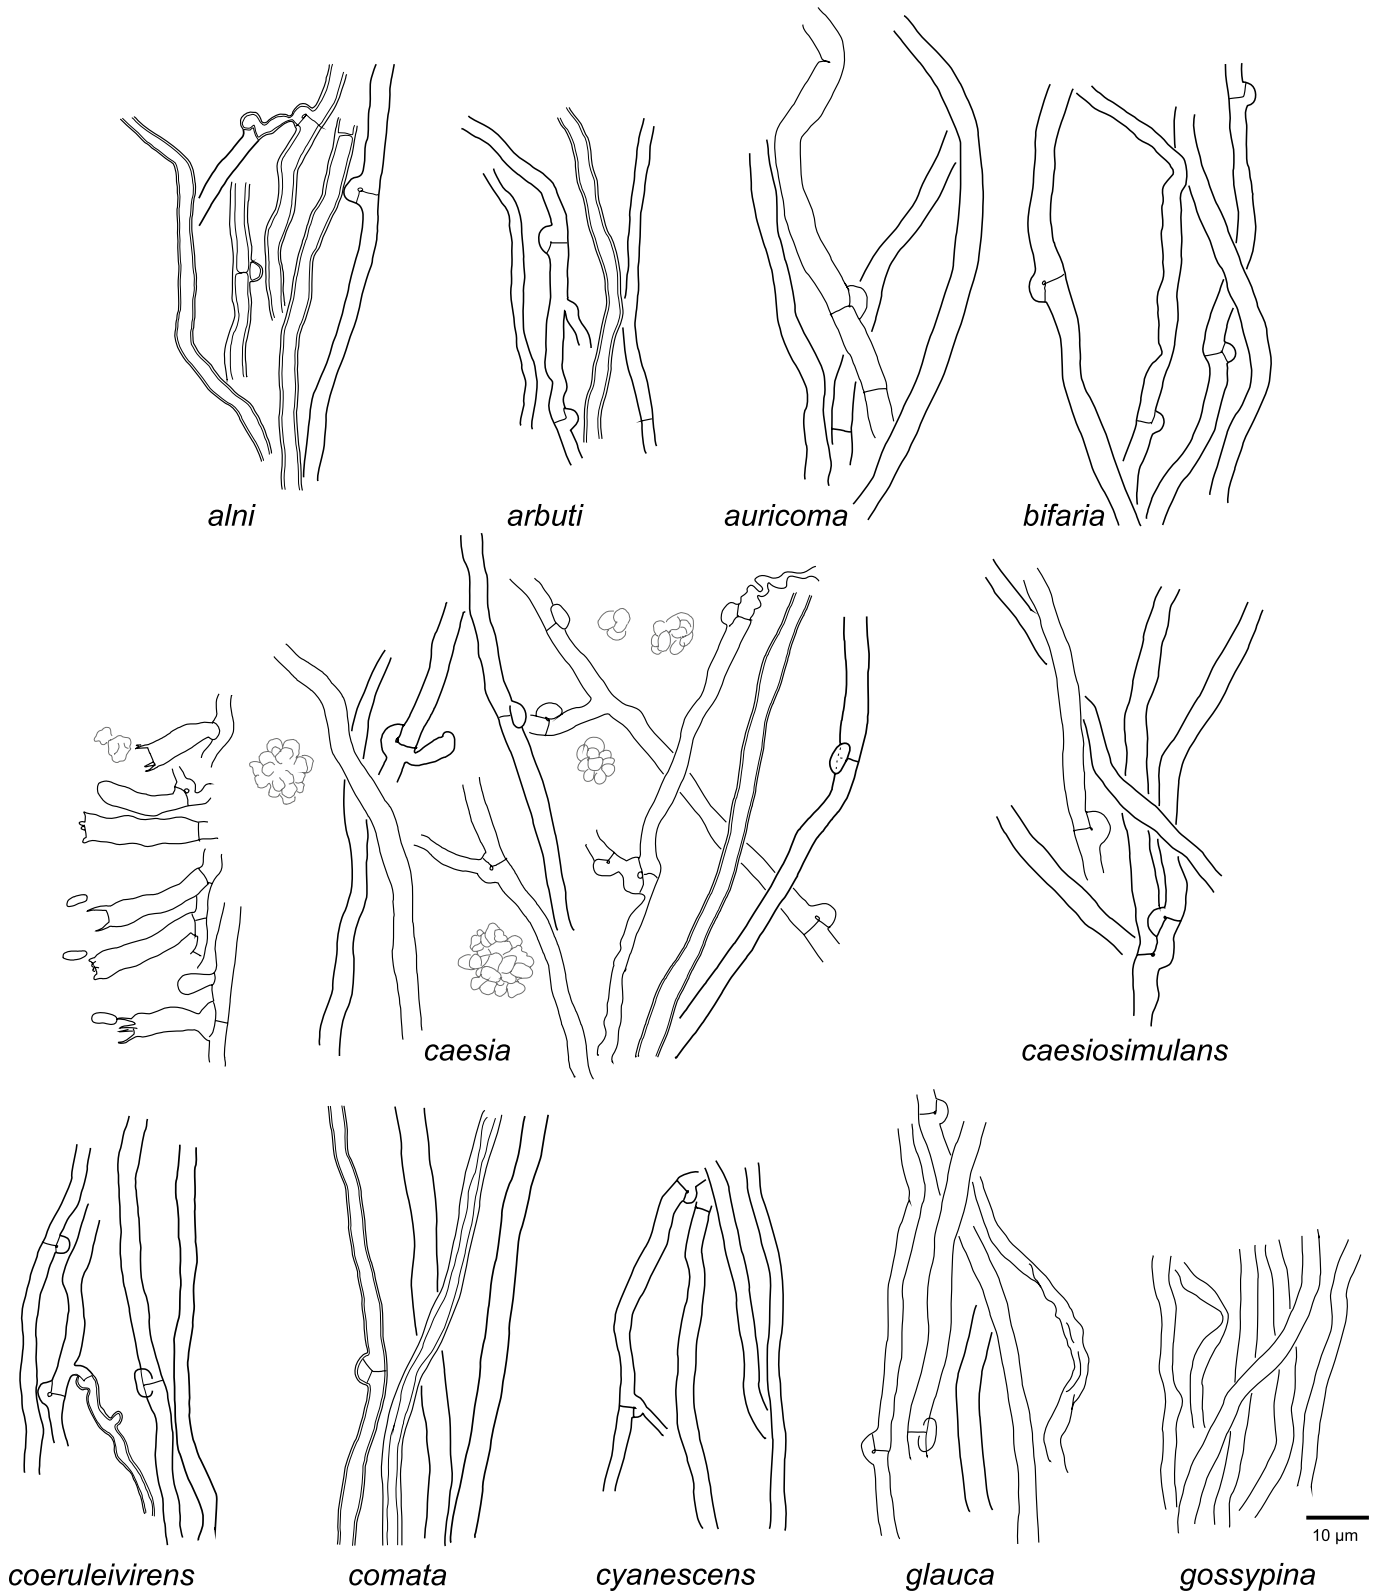 alni
arbuti
auricoma
bifaria
caesia
caesiosimulans
10 µm
coeruleivirens
comata
cyanescens
glauca
gossypina